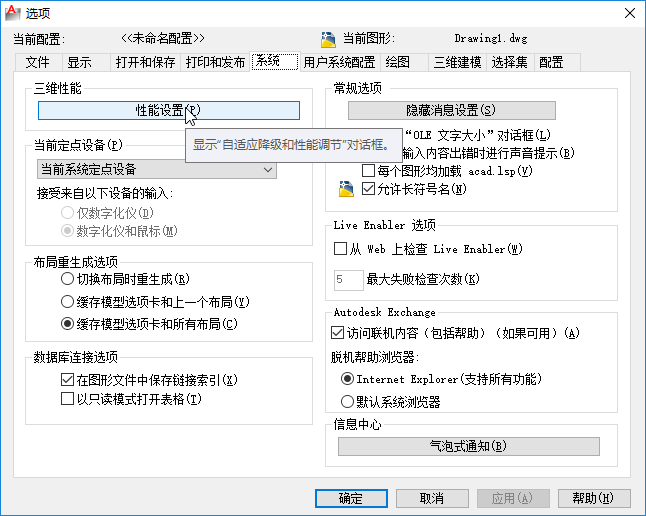 选项
当前配置: <<未命名配置>> 当前图形: Drawing1.dwg
文件 显示 打开和保存 打印和发布 系统 用户系统配置 绘图 三维建模 选择集 配置
三维性能
性能设置(P)
显示“自适应降级和性能调节”对话框。
当前定点设备(P)
当前系统定点设备
接受来自以下设备的输入:
仅数字化仪(D)
数字化仪和鼠标(M)
布局重生成选项
切换布局时重生成(R)
缓存模型选项卡和上一个布局(Y)
缓存模型选项卡和所有布局(C)
数据库连接选项
在图形文件中保存链接索引(X)
以只读模式打开表格(T)
常规选项
隐藏消息设置(S)
“OLE 文字大小”对话框(L)
输入内容出错时进行声音提示(B)
每个图形均加载 acad.lsp(V)
允许长符号名(N)
Live Enabler 选项
从 Web 上检查 Live Enabler(W)
5 最大失败检查次数(K)
Autodesk Exchange
访问联机内容（包括帮助）（如果可用）(A)
脱机帮助浏览器:
Internet Explorer(支持所有功能)
默认系统浏览器
信息中心
气泡式通知(B)
确定 取消 应用(A) 帮助(H)